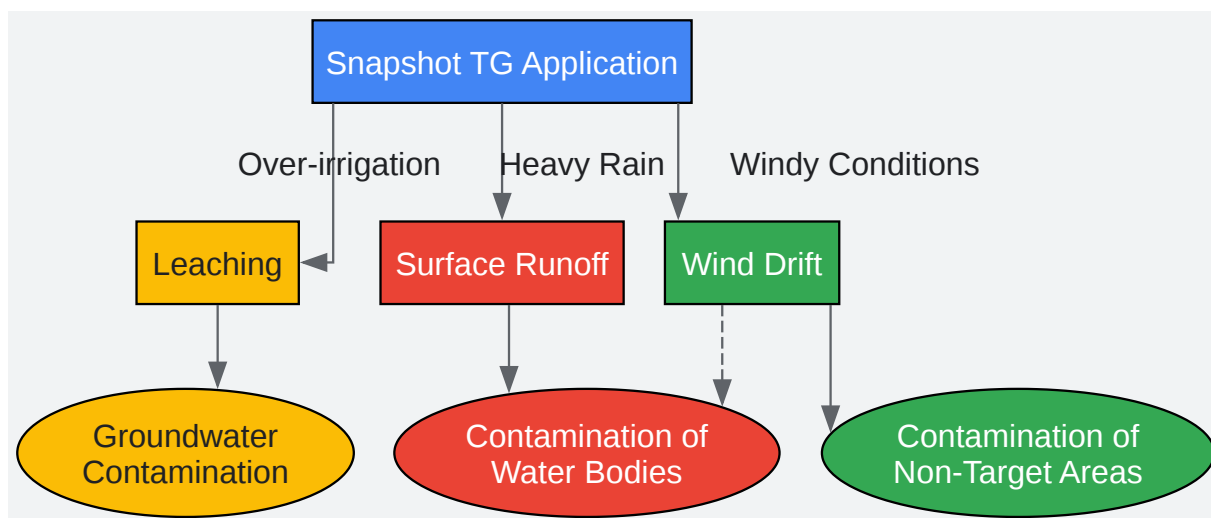 Snapshot TG Application
Over-irrigation
Heavy Rain
Windy Conditions
Leaching
Surface Runoff
Wind Drift
Groundwater
Contamination
Contamination of
Water Bodies
Contamination of
Non-Target Areas